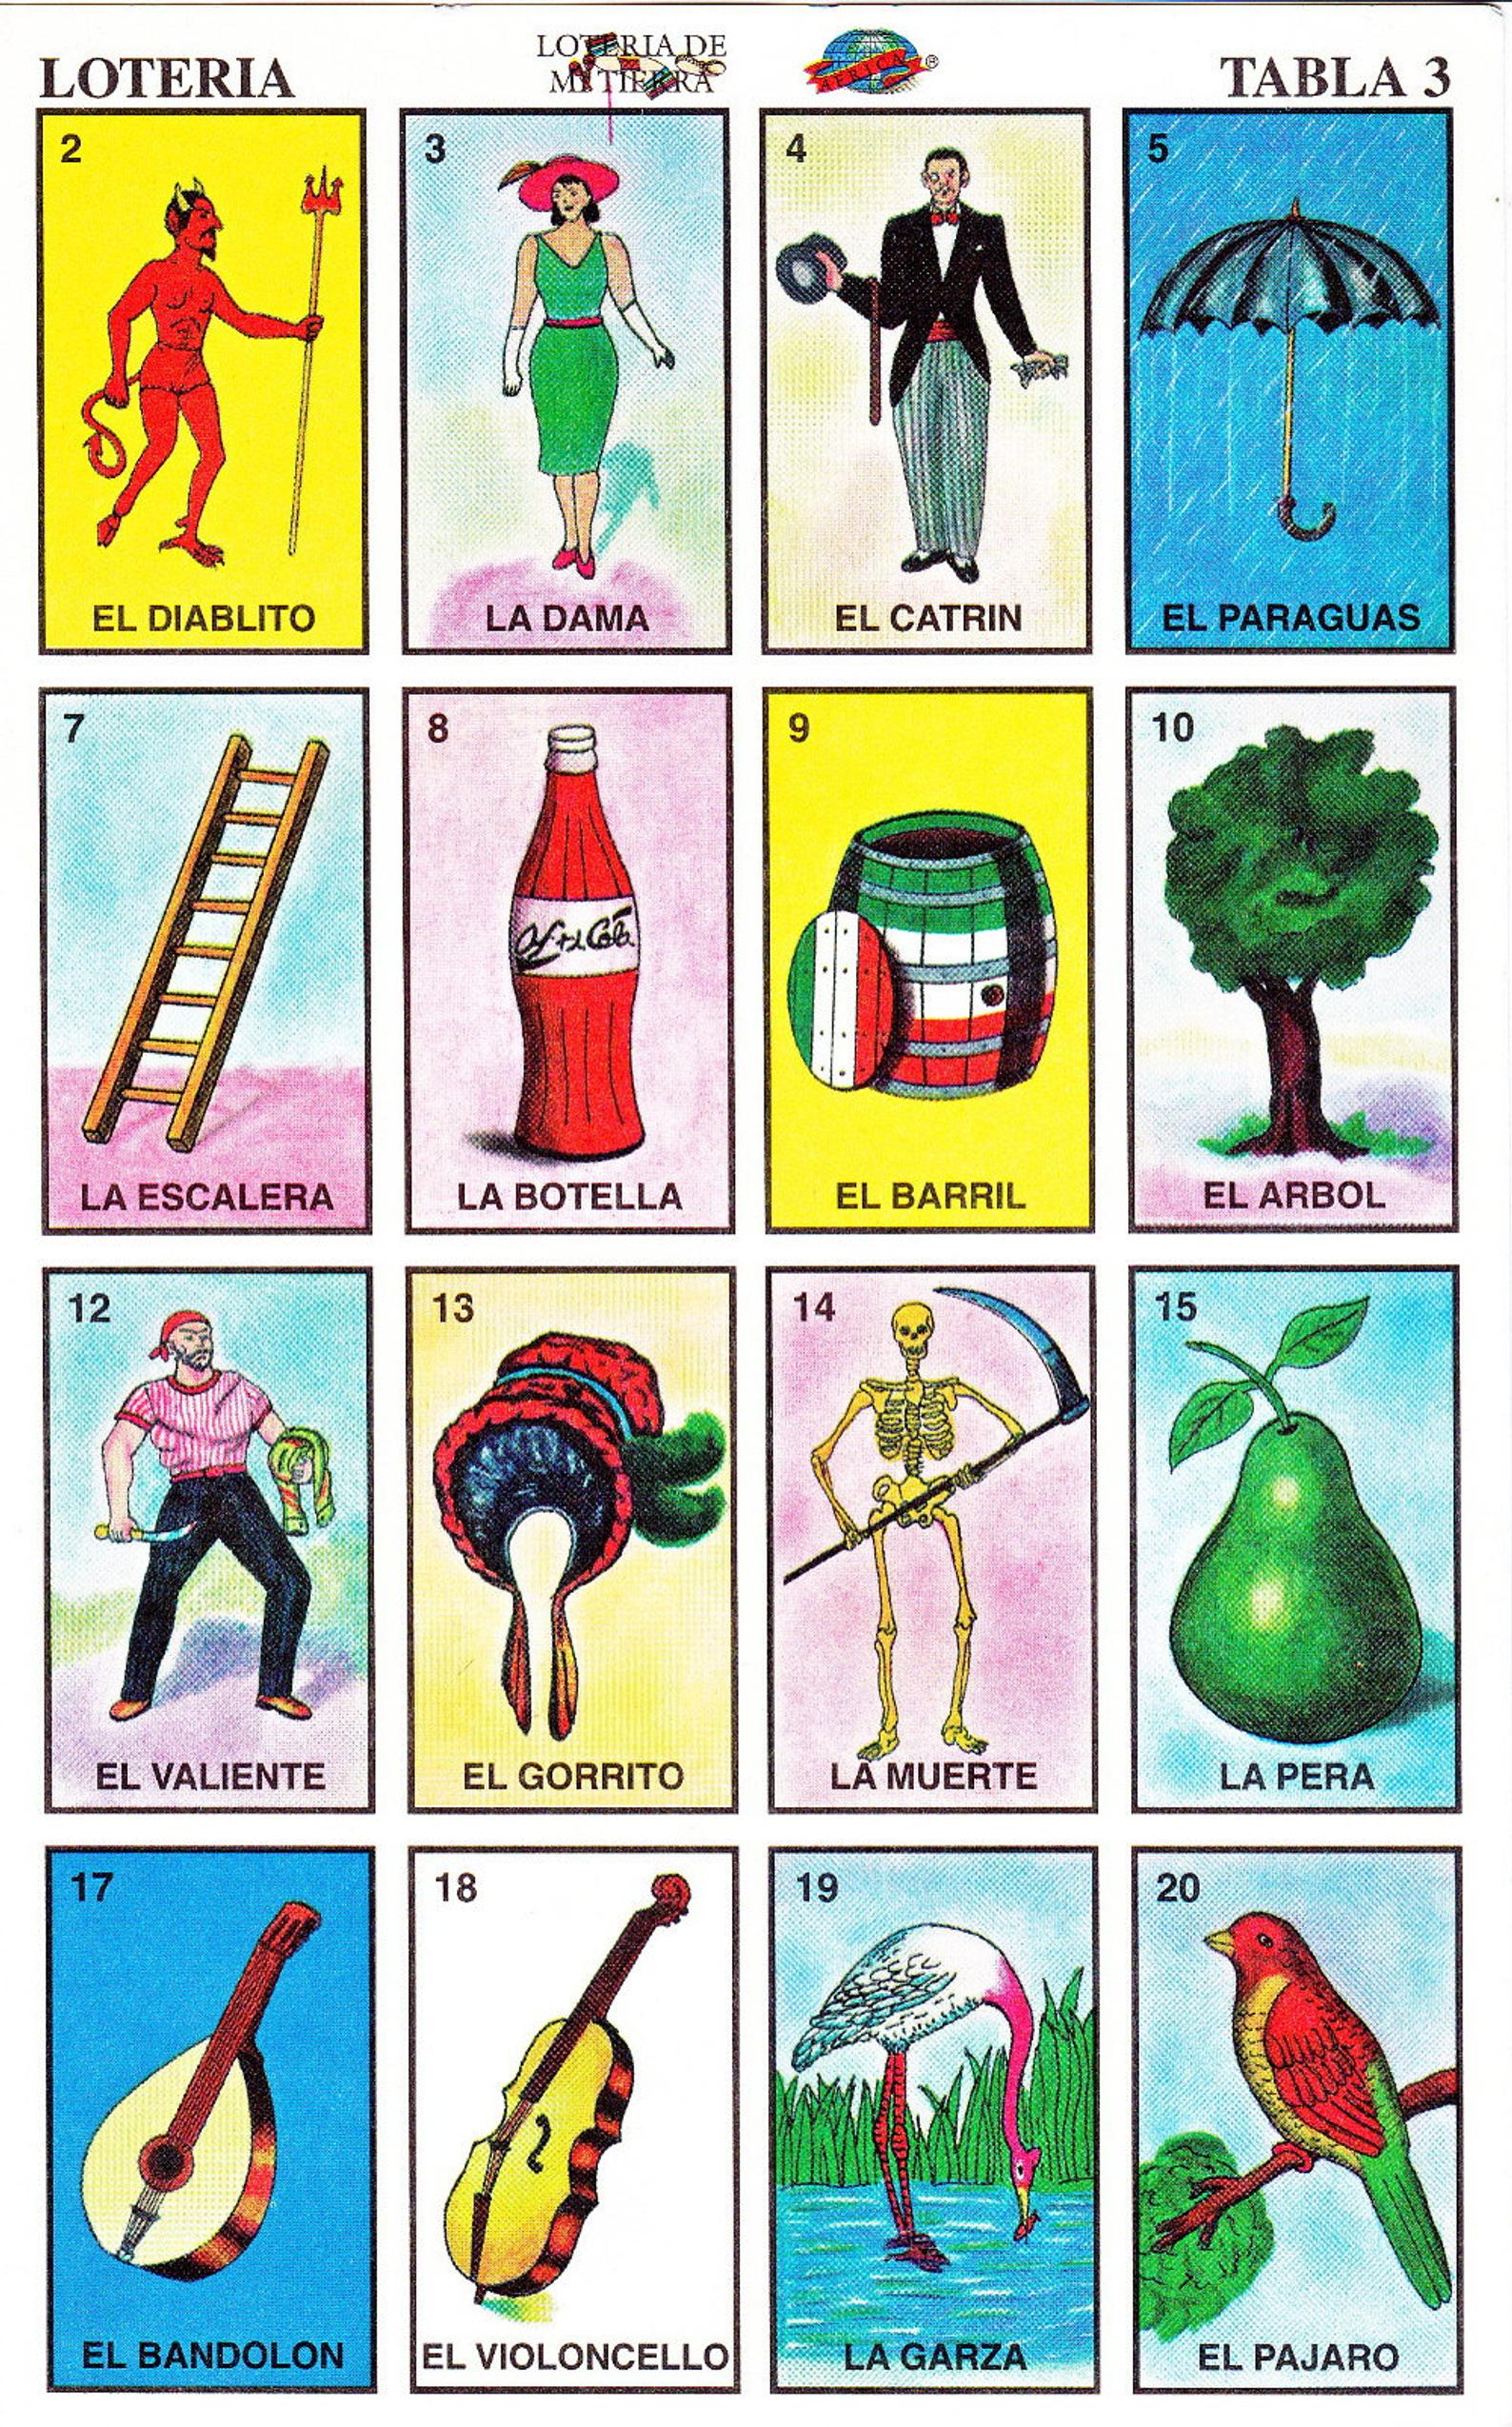 LOTERIA
LOTERIA DE
MI TIERRA
AFRICA ®
TABLA 3
2
EL DIABLITO
3
LA DAMA
4
EL CATRIN
5
EL PARAGUAS
7
LA ESCALERA
8
LA BOTELLA
9
EL BARRIL
10
EL ARBOL
12
EL VALIENTE
13
EL GORRITO
14
LA MUERTE
15
LA PERA
17
EL BANDOLON
18
EL VIOLONCELLO
19
LA GARZA
20
EL PAJARO